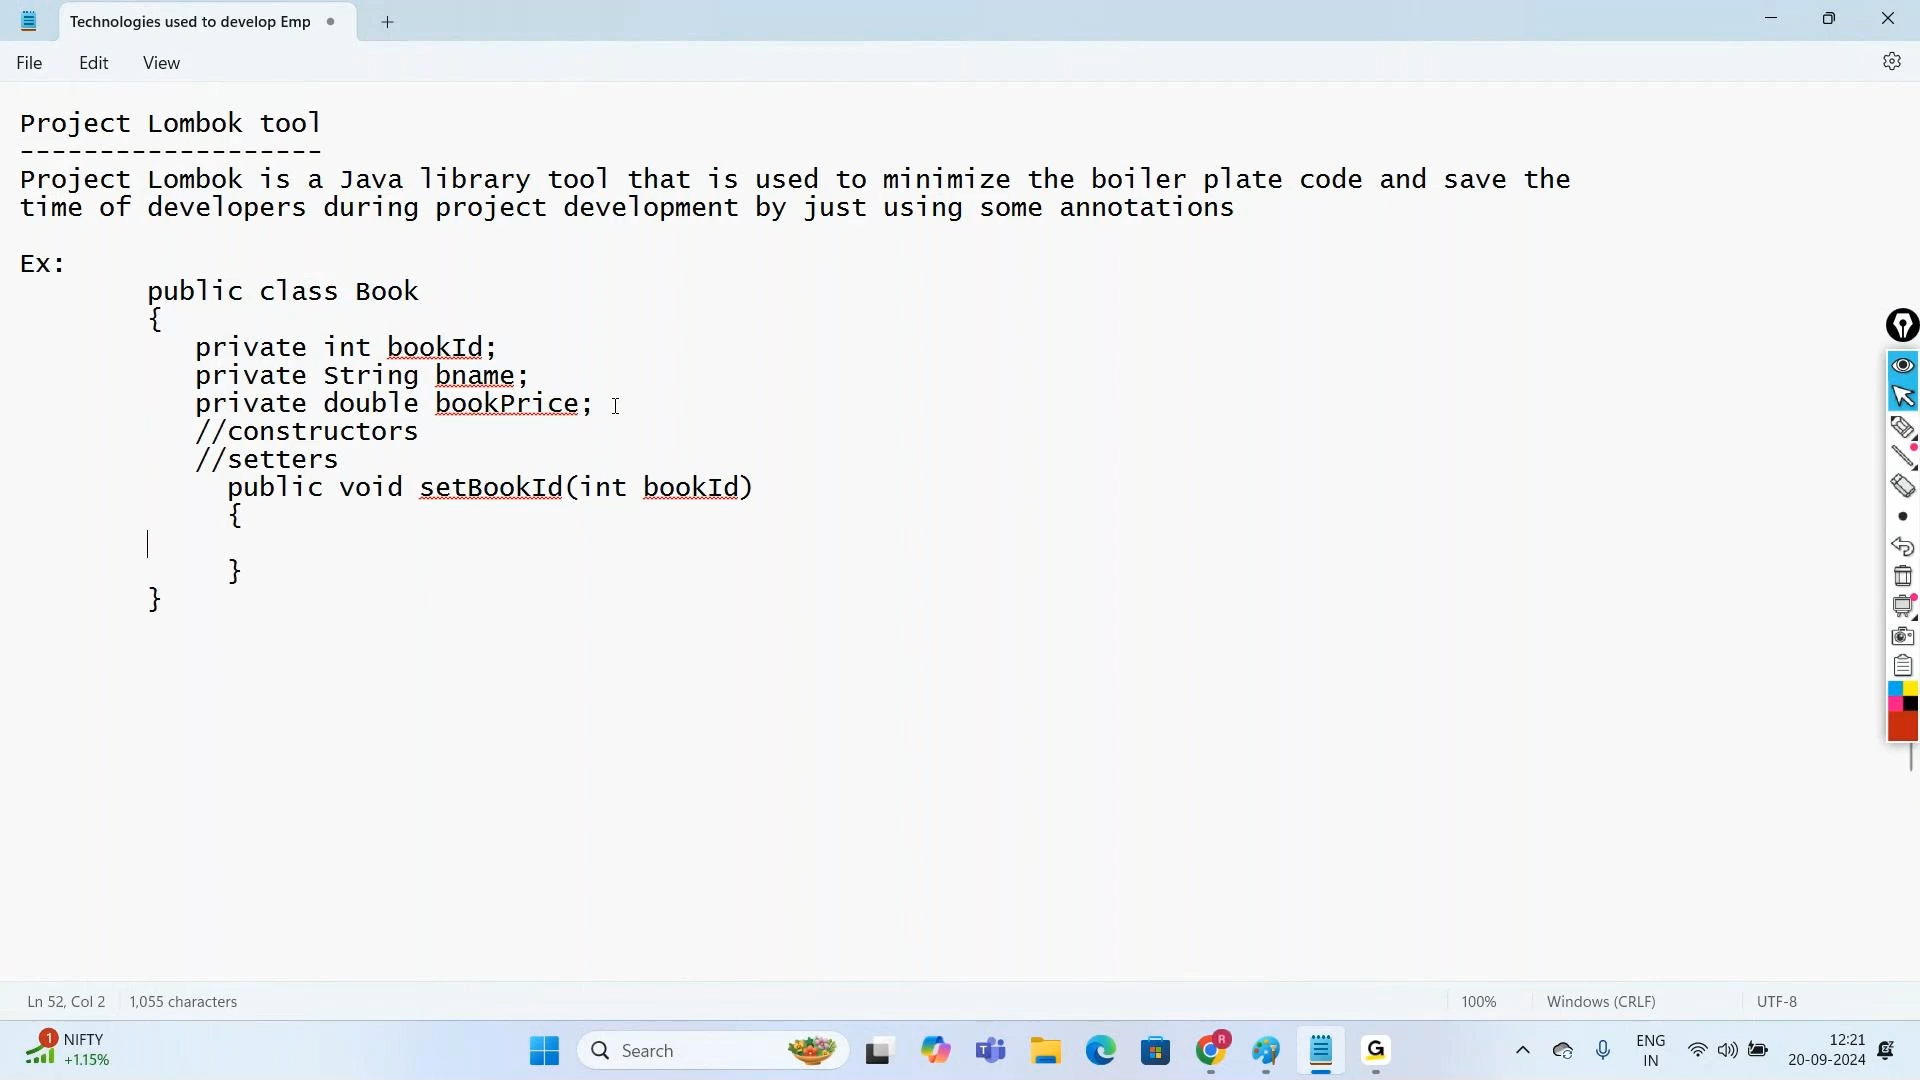 Technologies used to develop Emp
File Edit View
Project Lombok tool
-------------------
Project Lombok is a Java library tool that is used to minimize the boiler plate code and save the
time of developers during project development by just using some annotations
Ex:
public class Book
{
private int bookId;
private String bname;
private double bookPrice;
//constructors
//setters
public void setBookId(int bookId)
{
}
}
Ln 52, Col 2 1,055 characters 100% Windows (CRLF) UTF-8
1 NIFTY
+1.15%
Search
R
G
ENG
IN
12:21
20-09-2024